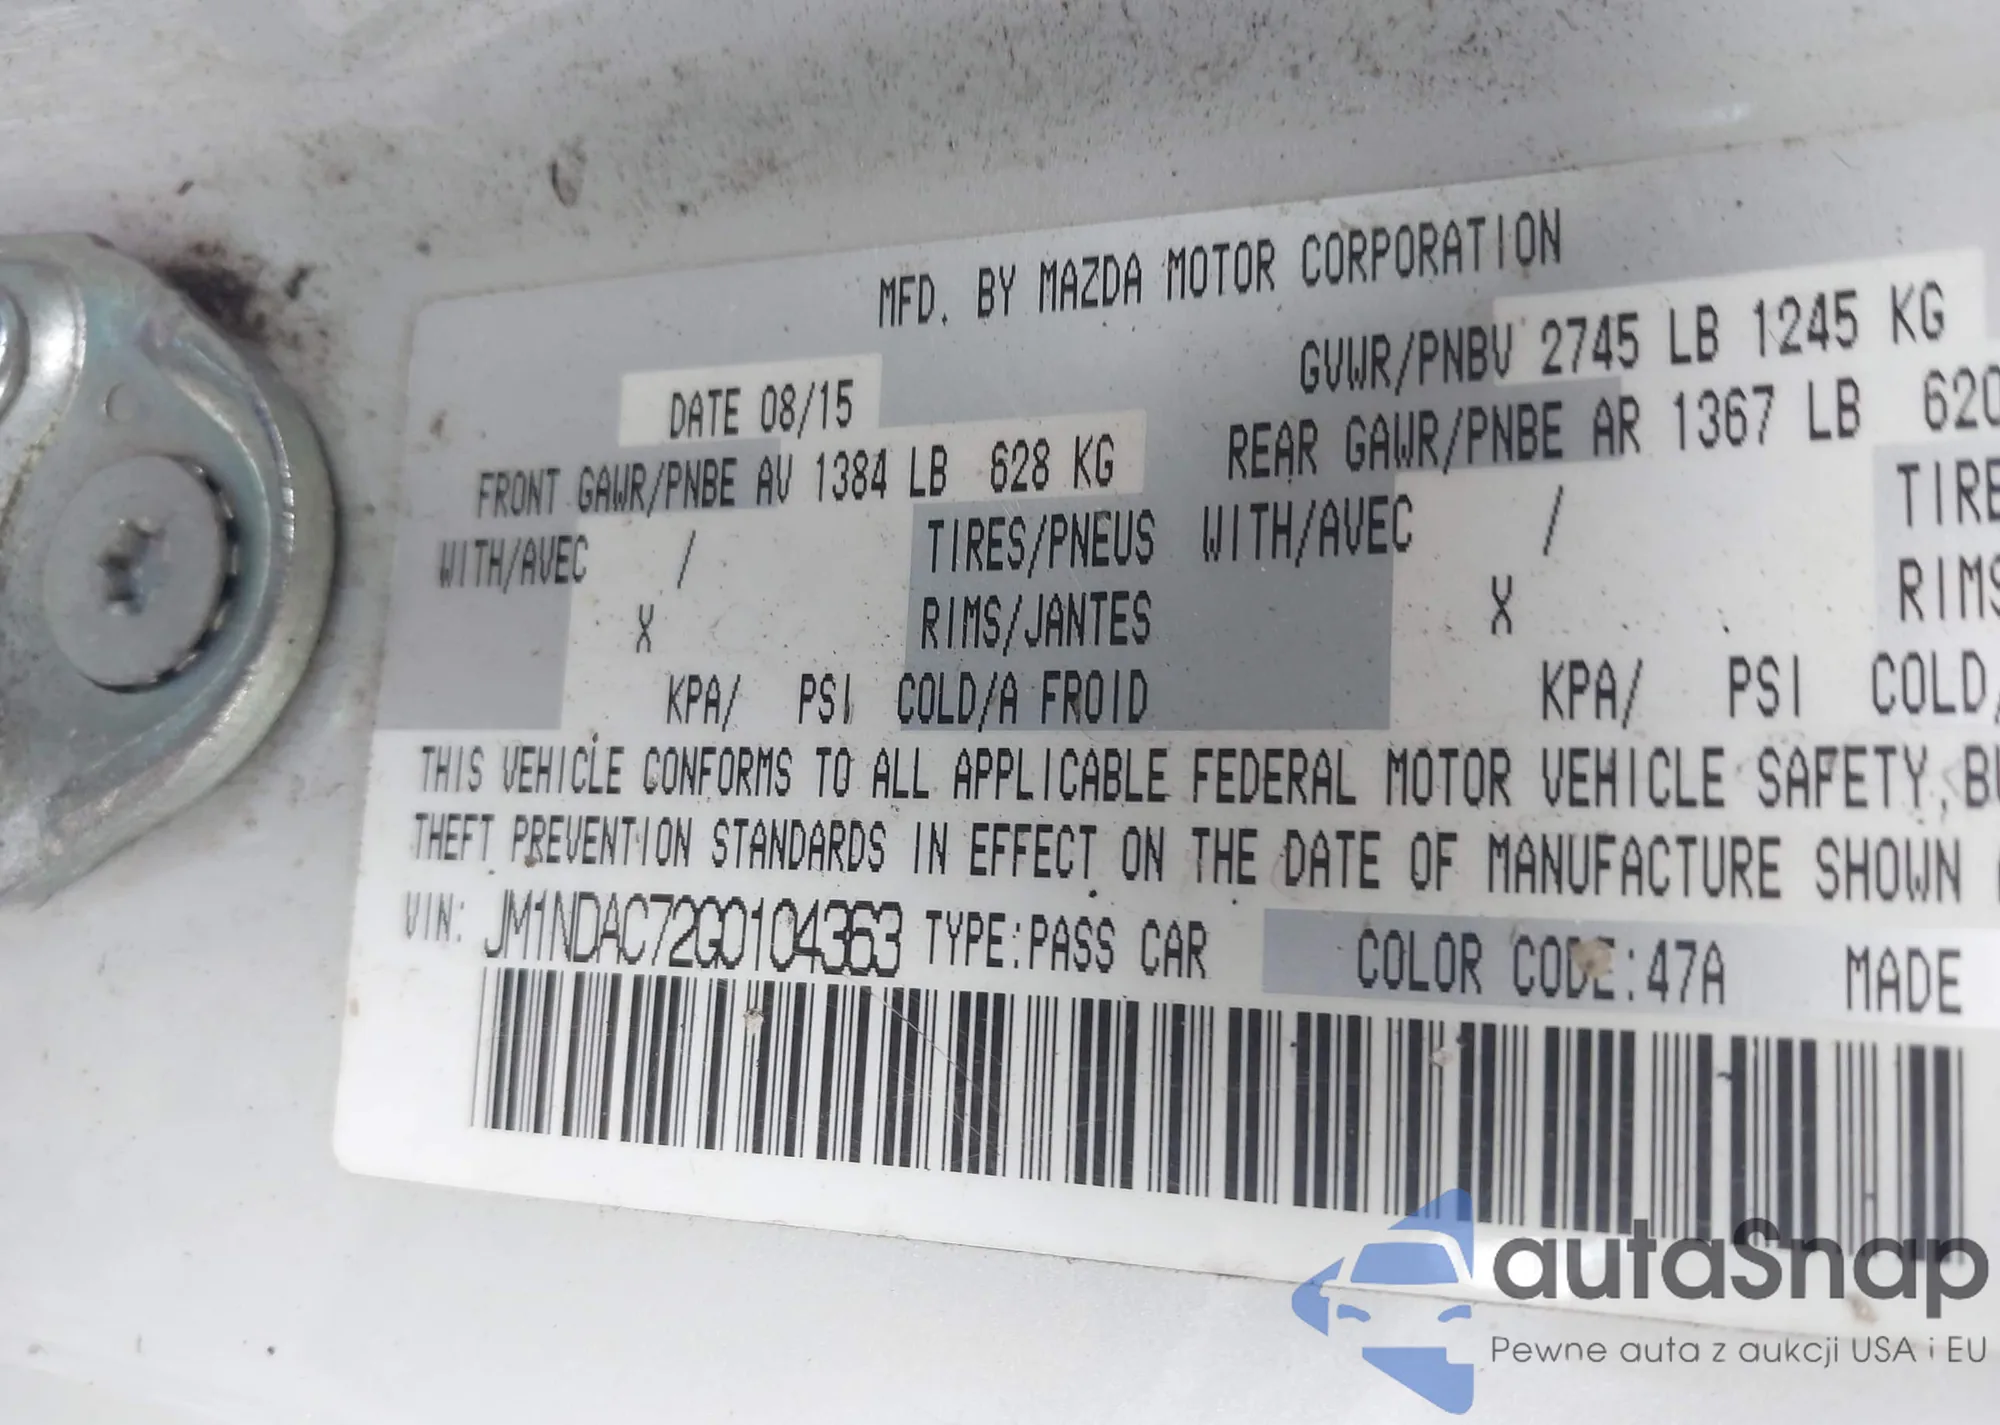 MFD. BY MAZDA MOTOR CORPORATION
DATE 08/15 GVWR/PNBV 2745 LB 1245 KG
FRONT GAWR/PNBE AV 1384 LB 628 KG REAR GAWR/PNBE AR 1367 LB 620
WITH/AVEC / TIRES/PNEUS WITH/AVEC / TIRE
X RIMS/JANTES X RIMS
KPA/ PSI COLD/A FROID KPA/ PSI COLD/
THIS VEHICLE CONFORMS TO ALL APPLICABLE FEDERAL MOTOR VEHICLE SAFETY, BU
THEFT PREVENTION STANDARDS IN EFFECT ON THE DATE OF MANUFACTURE SHOWN
VIN: JM1NDAC72G0104363 TYPE:PASS CAR COLOR CODE:47A MADE
autaSnap
Pewne auta z aukcji USA i EU